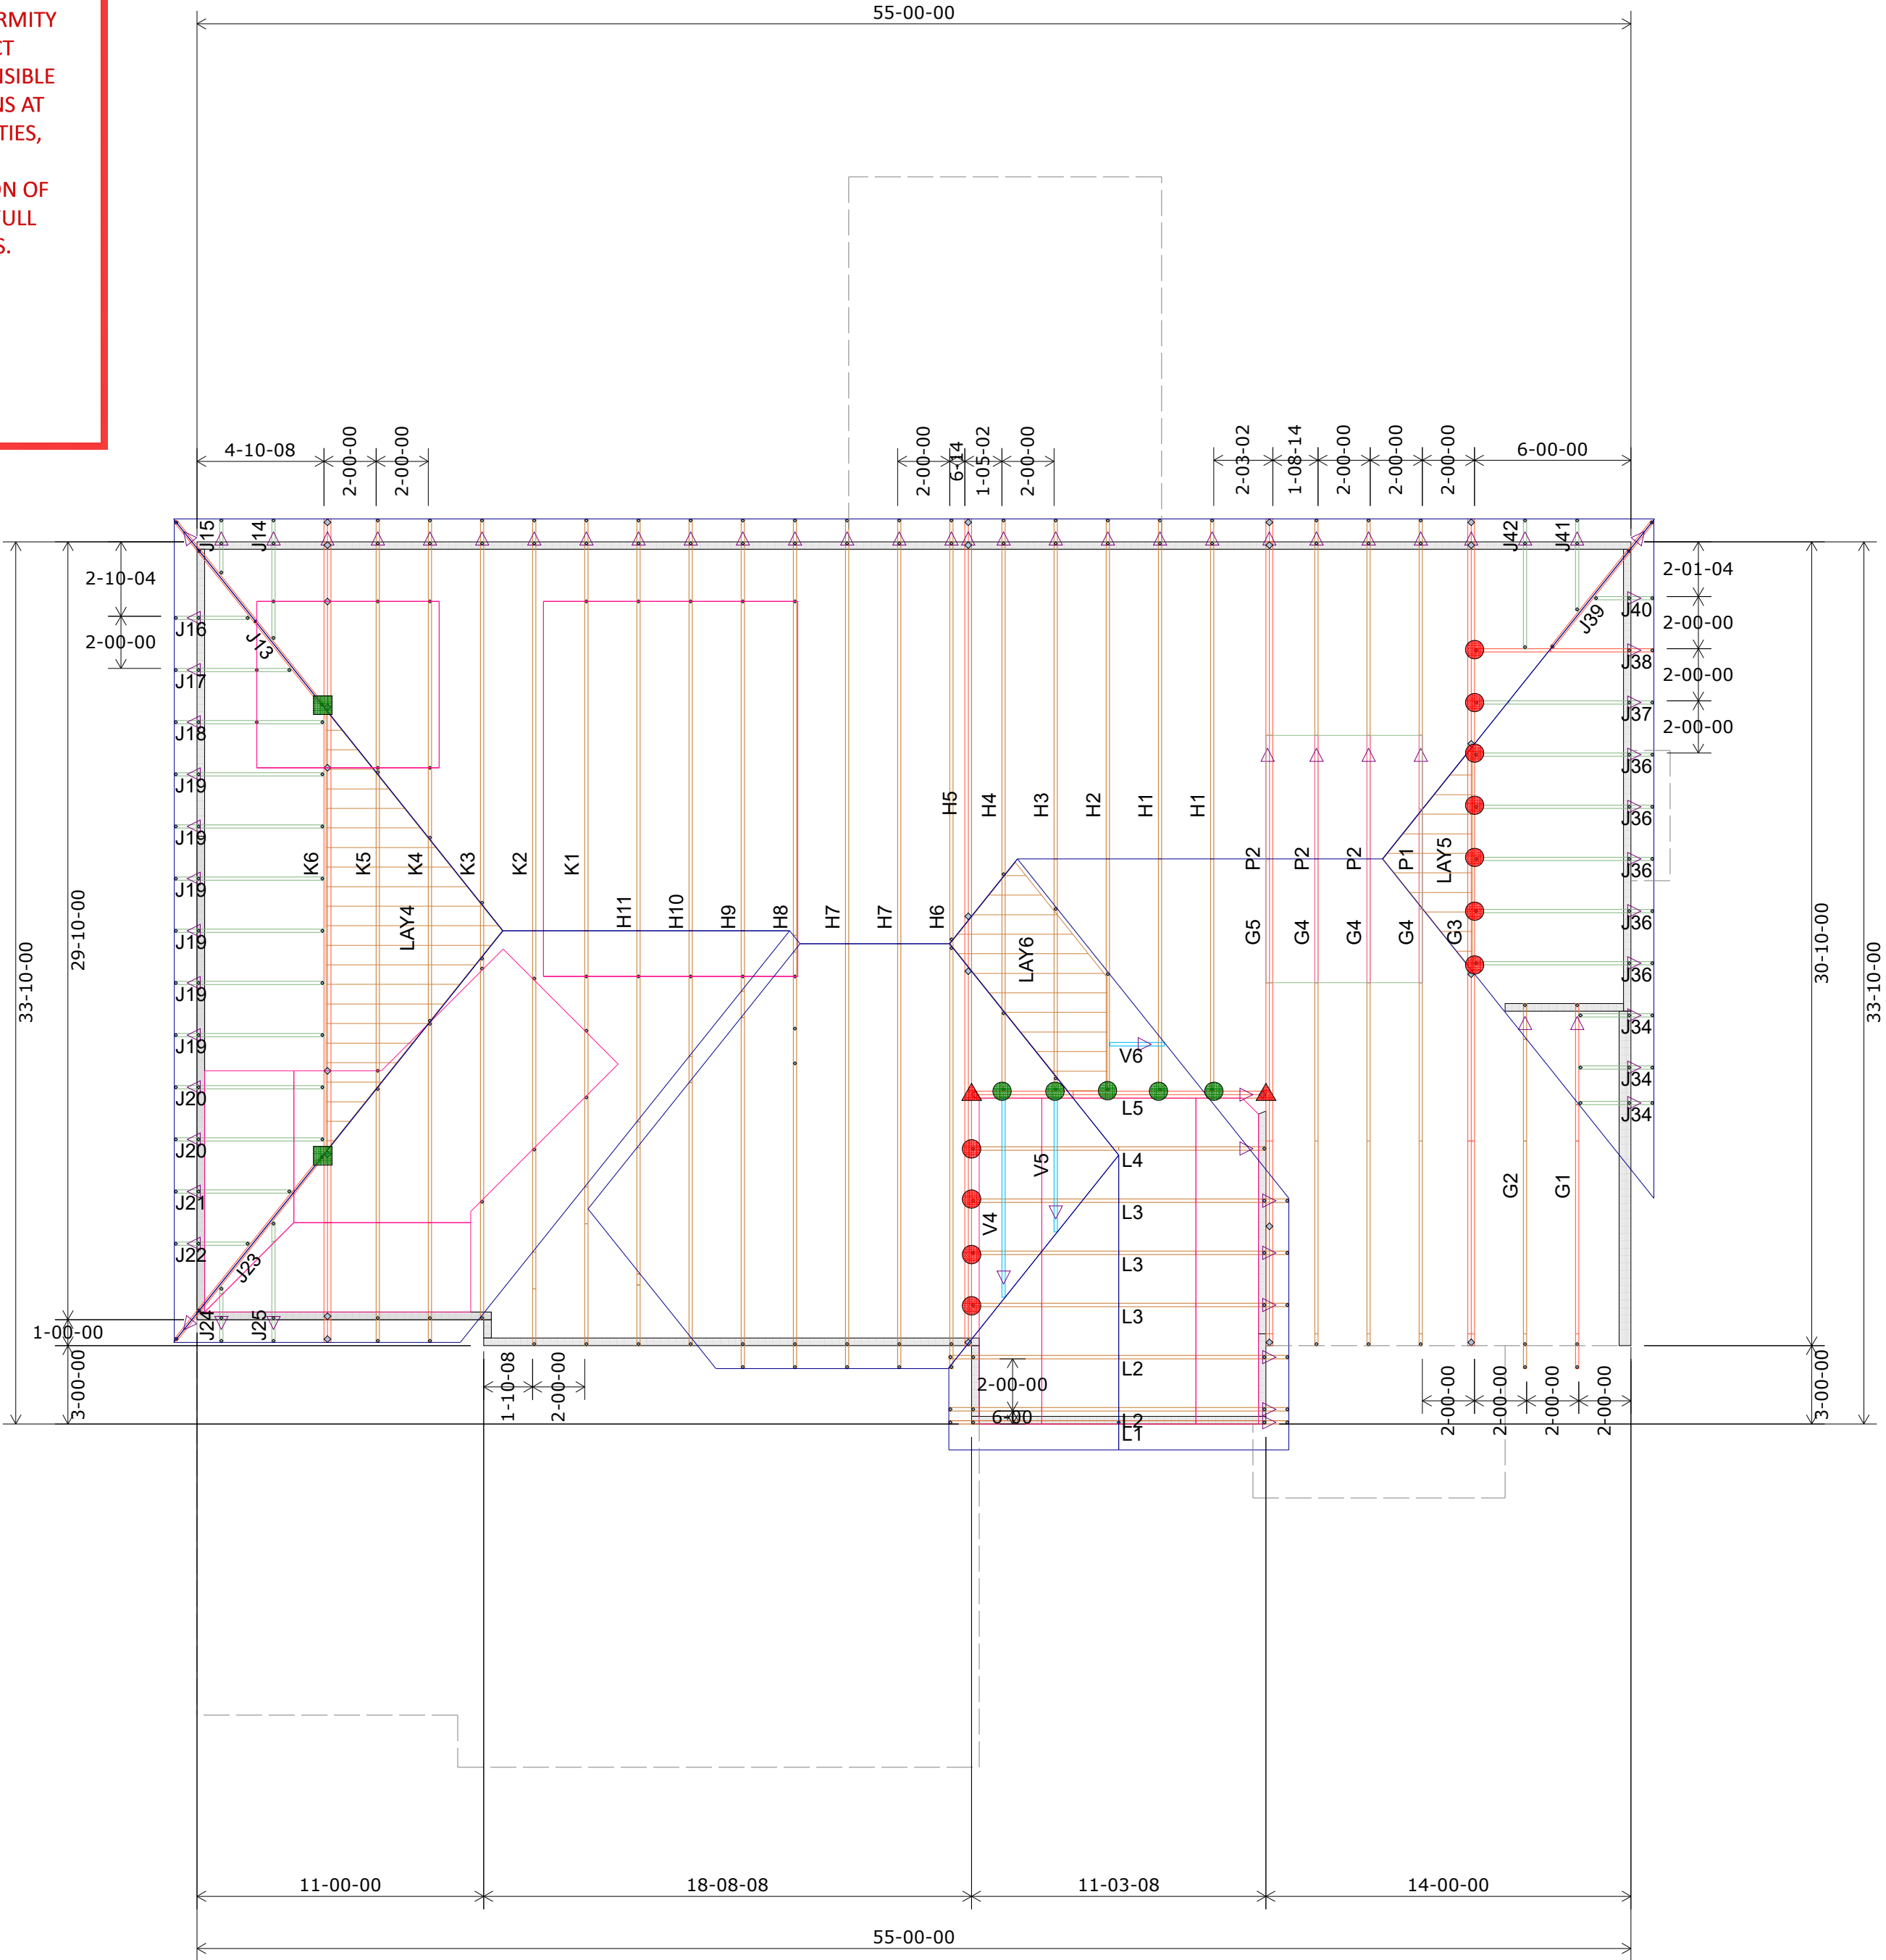 RMITY
CT
NSIBLE
NS AT
TIES,
ON OF
FULL
S.
55-00-00
4-10-08
2-00-00
2-00-00
2-00-00
6-14
1-05-02
2-00-00
2-03-02
1-08-14
2-00-00
2-00-00
2-00-00
6-00-00
J15
J14
J42
J41
2-10-04
2-00-00
2-01-04
2-00-00
2-00-00
2-00-00
J16
J13
J17
J18
J19
J19
J19
J19
J19
J19
J20
J20
J21
J22
J23
J24
J25
J40
J39
J38
J37
J36
J36
J36
J36
J36
J34
J34
J34
K6
K5
K4
K3
K2
K1
H11
H10
H9
H8
H7
H7
H6
H5
H4
H3
H2
H1
H1
P2
P2
P2
P1
G5
G4
G4
G4
G3
G2
G1
LAY4
LAY5
LAY6
V6
V5
V4
L5
L4
L3
L3
L3
L2
L2
L1
33-10-00
29-10-00
1-00-00
3-00-00
30-10-00
33-10-00
3-00-00
1-10-08
2-00-00
2-00-00
6-00
2-00-00
2-00-00
2-00-00
2-00-00
11-00-00
18-08-08
11-03-08
14-00-00
55-00-00